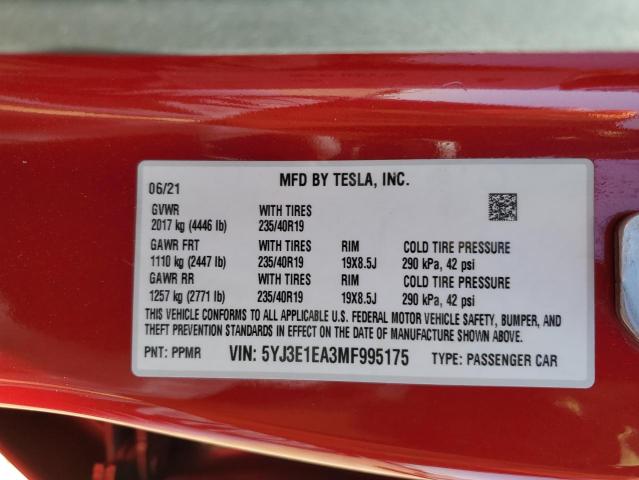 MFD BY TESLA, INC.
06/21
GVWR WITH TIRES
2017 kg (4446 lb) 235/40R19
GAWR FRT WITH TIRES RIM COLD TIRE PRESSURE
1110 kg (2447 lb) 235/40R19 19X8.5J 290 kPa, 42 psi
GAWR RR WITH TIRES RIM COLD TIRE PRESSURE
1257 kg (2771 lb) 235/40R19 19X8.5J 290 kPa, 42 psi
THIS VEHICLE CONFORMS TO ALL APPLICABLE U.S. FEDERAL MOTOR VEHICLE SAFETY, BUMPER, AND
THEFT PREVENTION STANDARDS IN EFFECT ON THE DATE OF MANUFACTURE SHOWN ABOVE.
PNT: PPMR VIN: 5YJ3E1EA3MF995175 TYPE: PASSENGER CAR